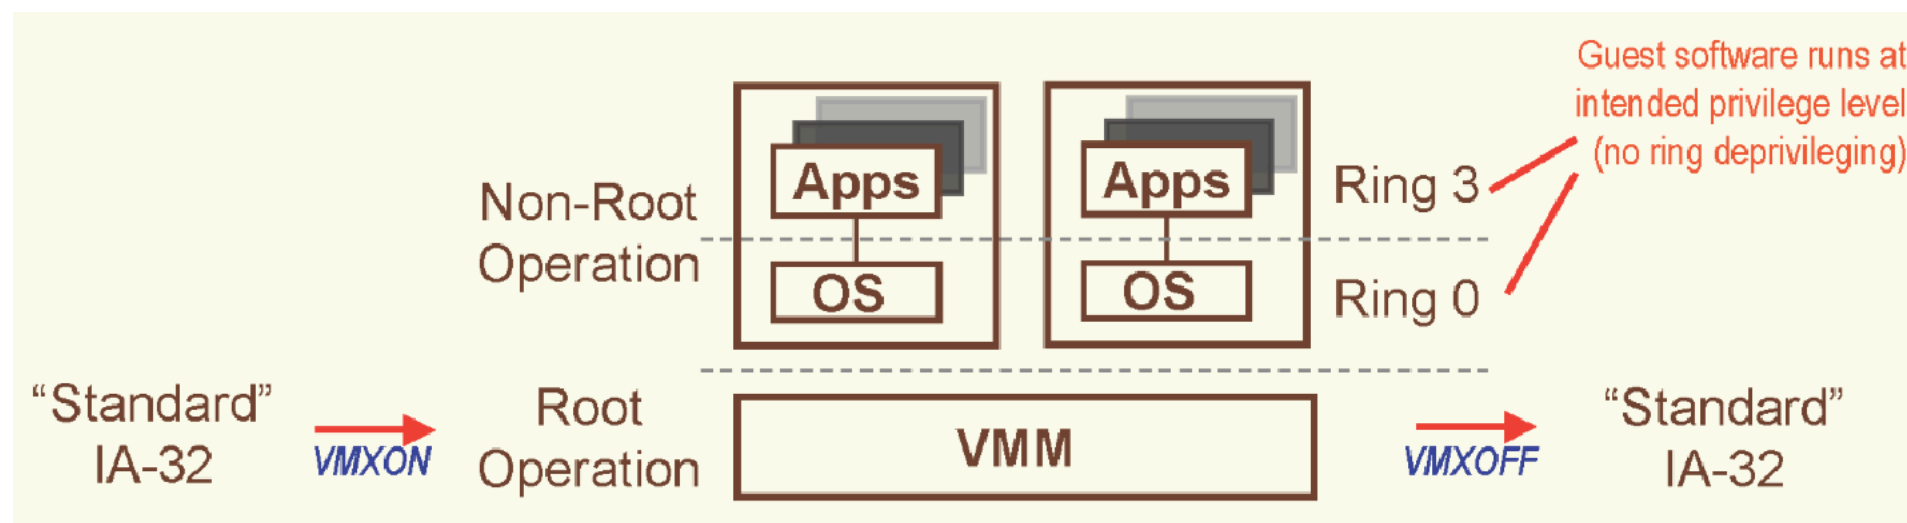 Guest software runs at
intended privilege level
(no ring deprivileging)
Apps
Apps
Ring 3
Non-Root
Operation
OS
OS
Ring 0
“Standard”
IA-32
VMXON
Root
Operation
VMM
VMXOFF
“Standard”
IA-32